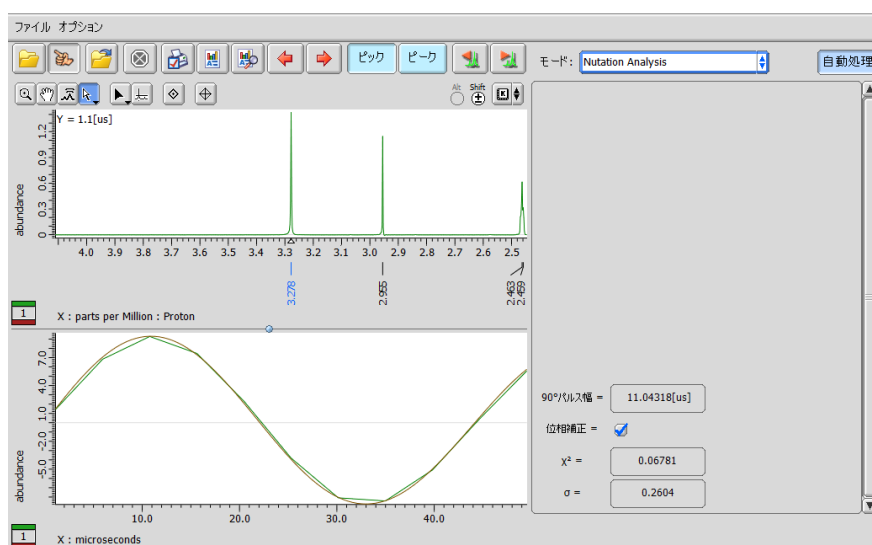 ファイル オプション
ピック ピーク モード: Nutation Analysis 自動処理
Alt Shift
Y = 1.1[us]
1.2
0.9
0.6
0.3
0
abundance
4.0 3.9 3.8 3.7 3.6 3.5 3.4 3.3 3.2 3.1 3.0 2.9 2.8 2.7 2.6 2.5
3.278 2.955 2.463 2.459
1 X : parts per Million : Proton
7.0
4.0
1.0
-2.0
-5.0
abundance
10.0 20.0 30.0 40.0
1 X : microseconds
90°パルス幅 = 11.04318[us]
位相補正 =
χ² = 0.06781
σ = 0.2604